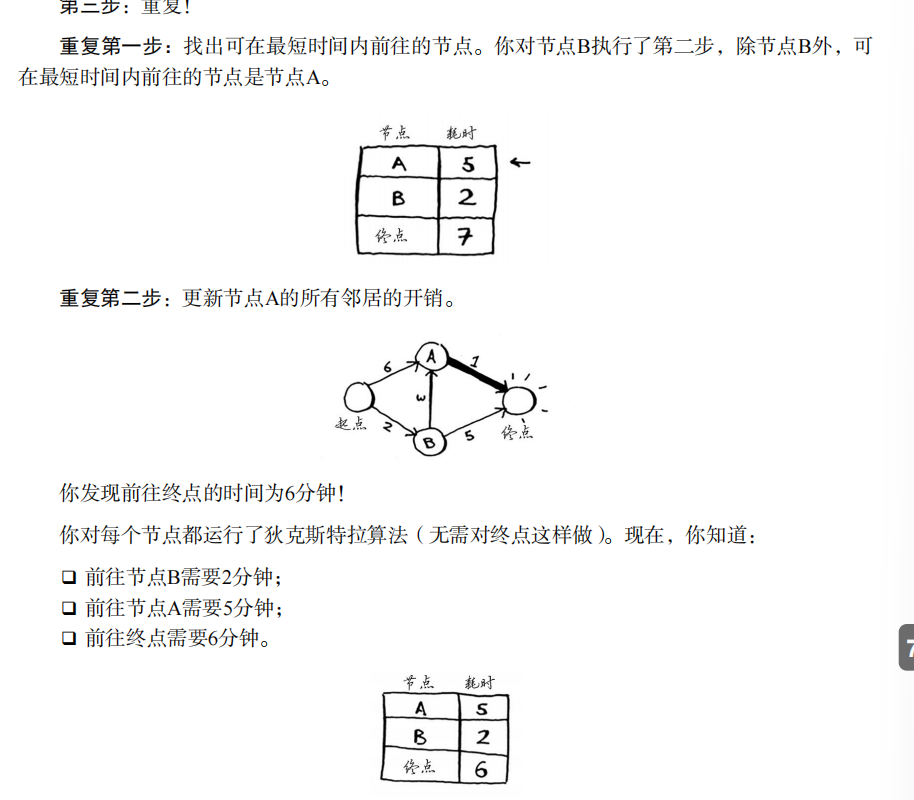 第三步：重复！
重复第一步：找出可在最短时间内前往的节点。你对节点B执行了第二步，除节点B外，可
在最短时间内前往的节点是节点A。
节点 耗时
A 5
B 2
终点 7
重复第二步：更新节点A的所有邻居的开销。
A
6 1
3
起点 2 B 5 终点
你发现前往终点的时间为6分钟！
你对每个节点都运行了狄克斯特拉算法（无需对终点这样做）。现在，你知道：
❑ 前往节点B需要2分钟；
❑ 前往节点A需要5分钟；
❑ 前往终点需要6分钟。
7
节点 耗时
A 5
B 2
终点 6